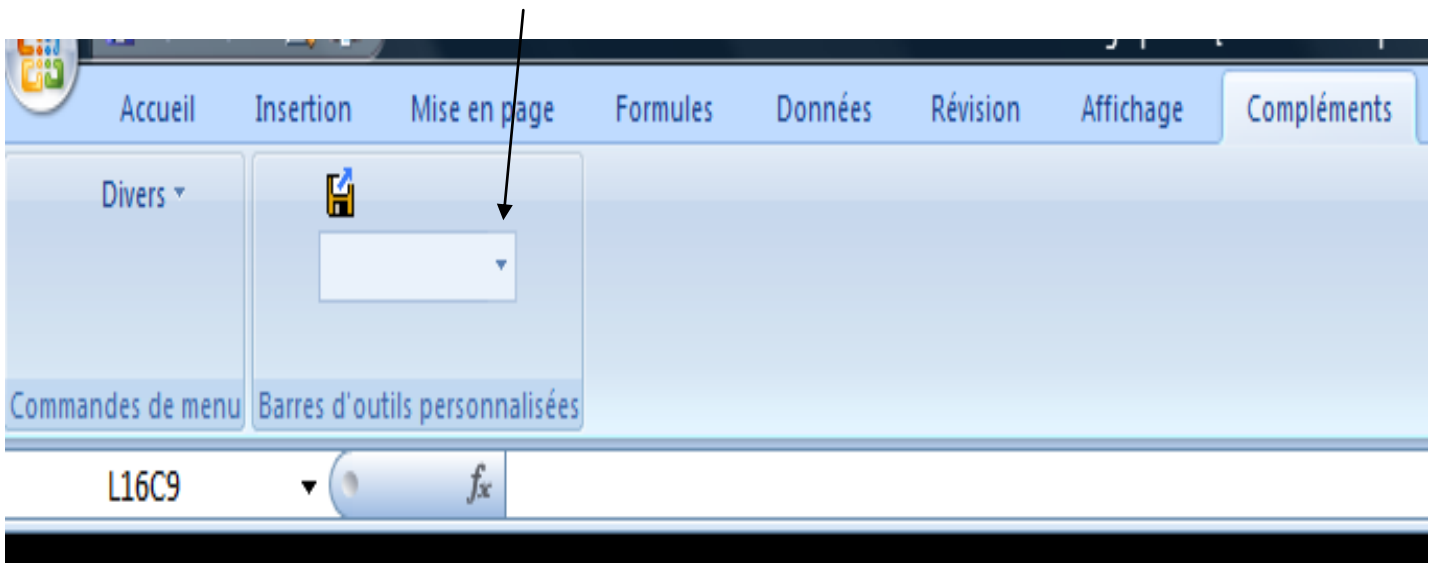 Accueil Insertion Mise en page Formules Données Révision Affichage Compléments
Divers
Commandes de menu Barres d'outils personnalisées
L16C9 fx